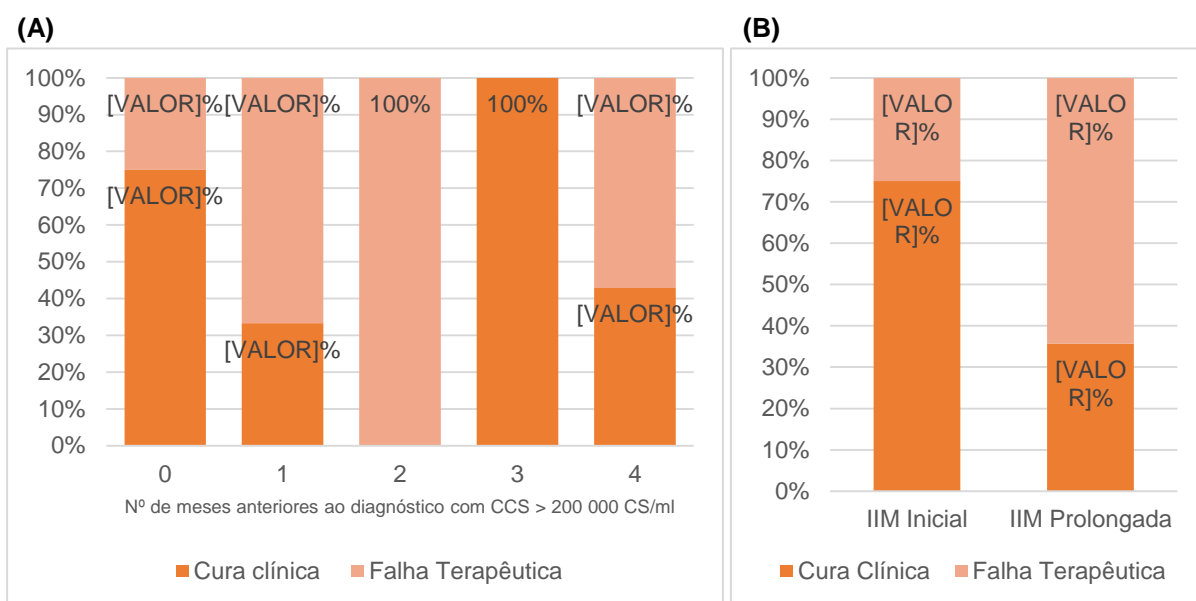 (A)
100%
90%
80%
70%
60%
50%
40%
30%
20%
10%
0%
[VALOR]%
[VALOR]%
100%
100%
[VALOR]%
[VALOR]%
[VALOR]%
[VALOR]%
0
1
2
3
4
Nº de meses anteriores ao diagnóstico com CCS > 200 000 CS/ml
Cura clínica
Falha Terapêutica
(B)
100%
90%
80%
70%
60%
50%
40%
30%
20%
10%
0%
[VALO
R]%
[VALO
R]%
[VALO
R]%
[VALO
R]%
IIM Inicial
IIM Prolongada
Cura Clínica
Falha Terapêutica